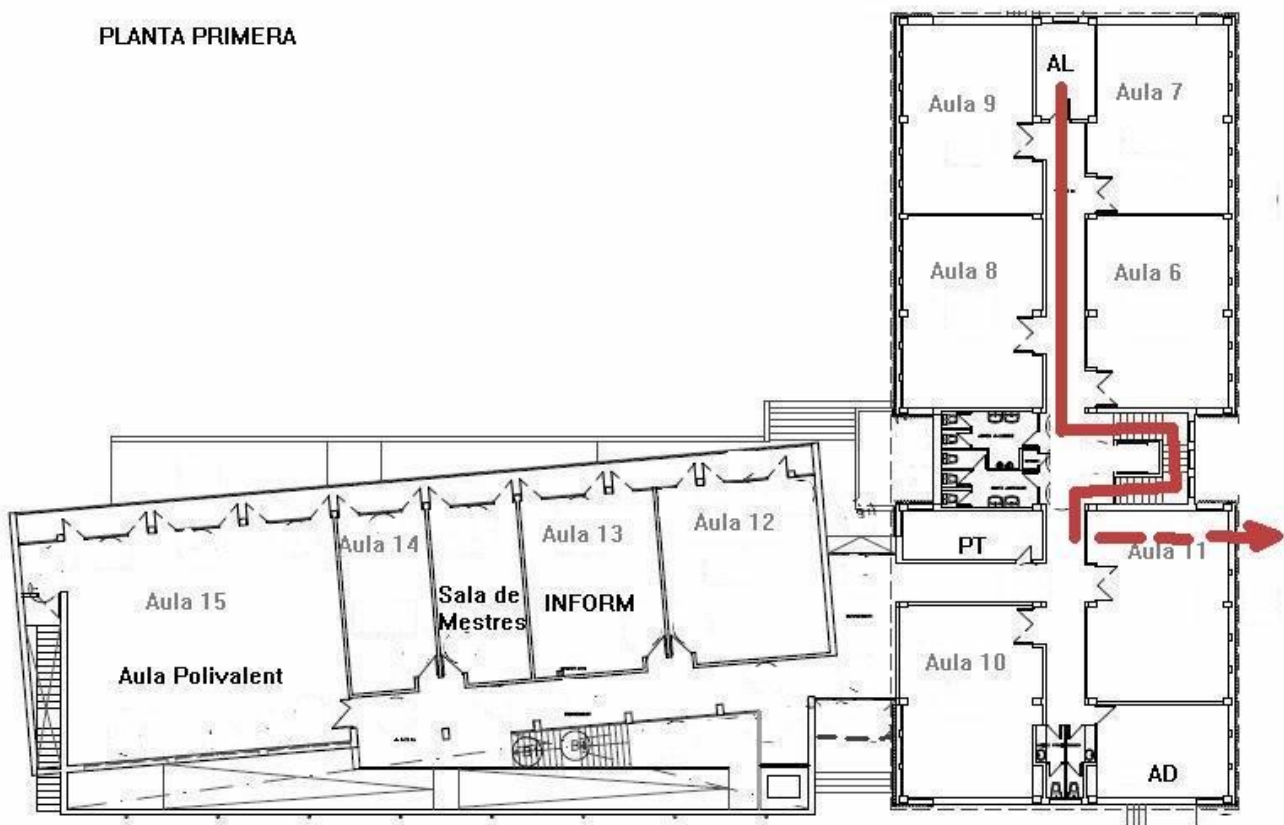 PLANTA PRIMERA
AL
Aula 9
Aula 7
Aula 8
Aula 6
Aula 12
Aula 13
Aula 14
PT
Aula 11
Sala de
Mestres
INFORM
Aula 15
Aula Polivalent
Aula 10
AD